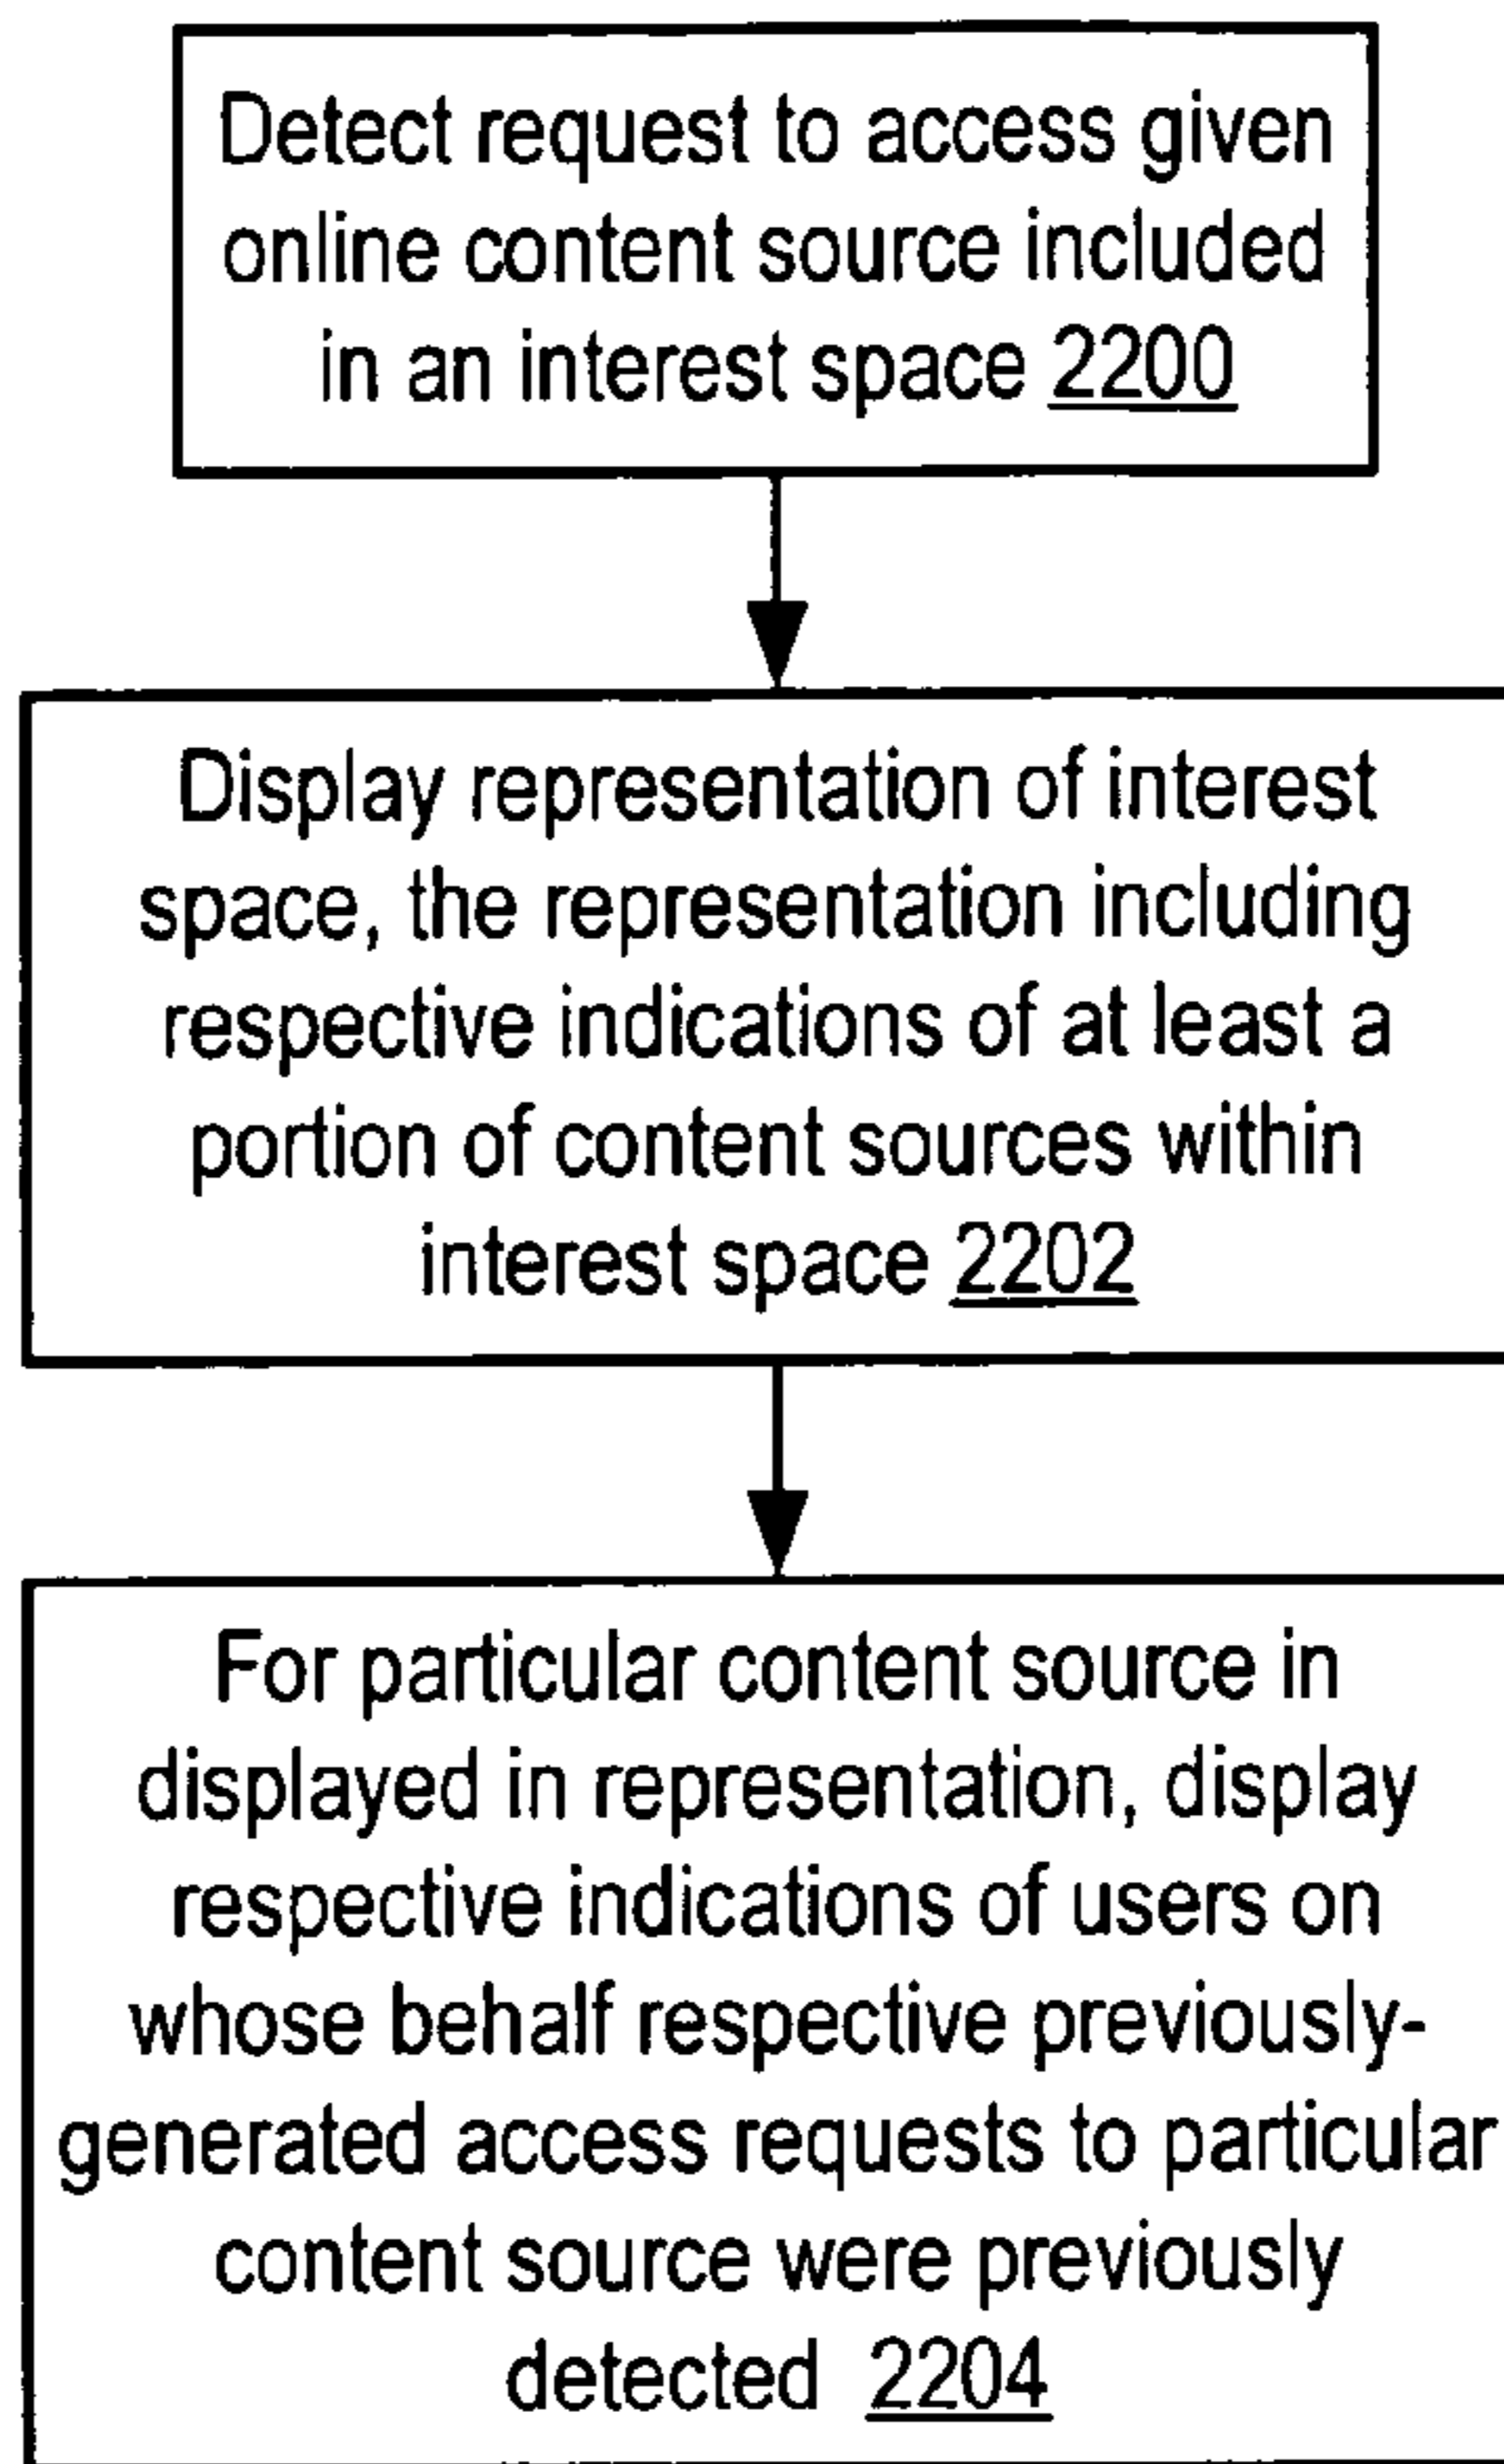 Detect request to access given
online content source included
in an interest space 2200
Display representation of interest
space, the representation including
respective indications of at least a
portion of content sources within
interest space 2202
For particular content source in
displayed in representation, display
respective indications of users on
whose behalf respective previously-
generated access requests to particular
content source were previously
detected 2204